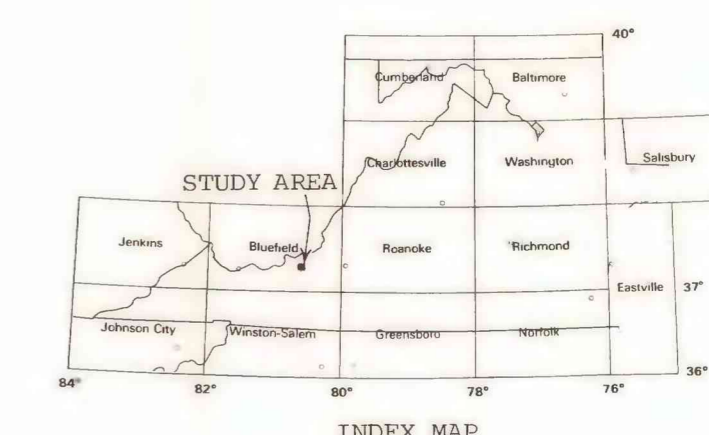 40°
Cumberland Baltimore
Charlottesville Washington Salisbury
STUDY AREA
Jenkins Bluefield Roanoke Richmond
Eastville 37°
Johnson City Winston-Salem Greensboro Norfolk
36°
84° 82° 80° 78° 76°
INDEX MAP